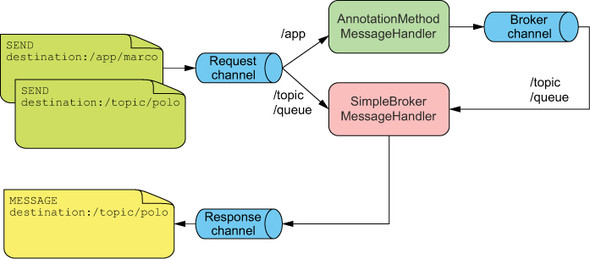 SEND
destination:/app/marco
SEND
destination:/topic/polo
Request
channel
/app
/topic
/queue
AnnotationMethod
MessageHandler
Broker
channel
/topic
/queue
SimpleBroker
MessageHandler
MESSAGE
destination:/topic/polo
Response
channel